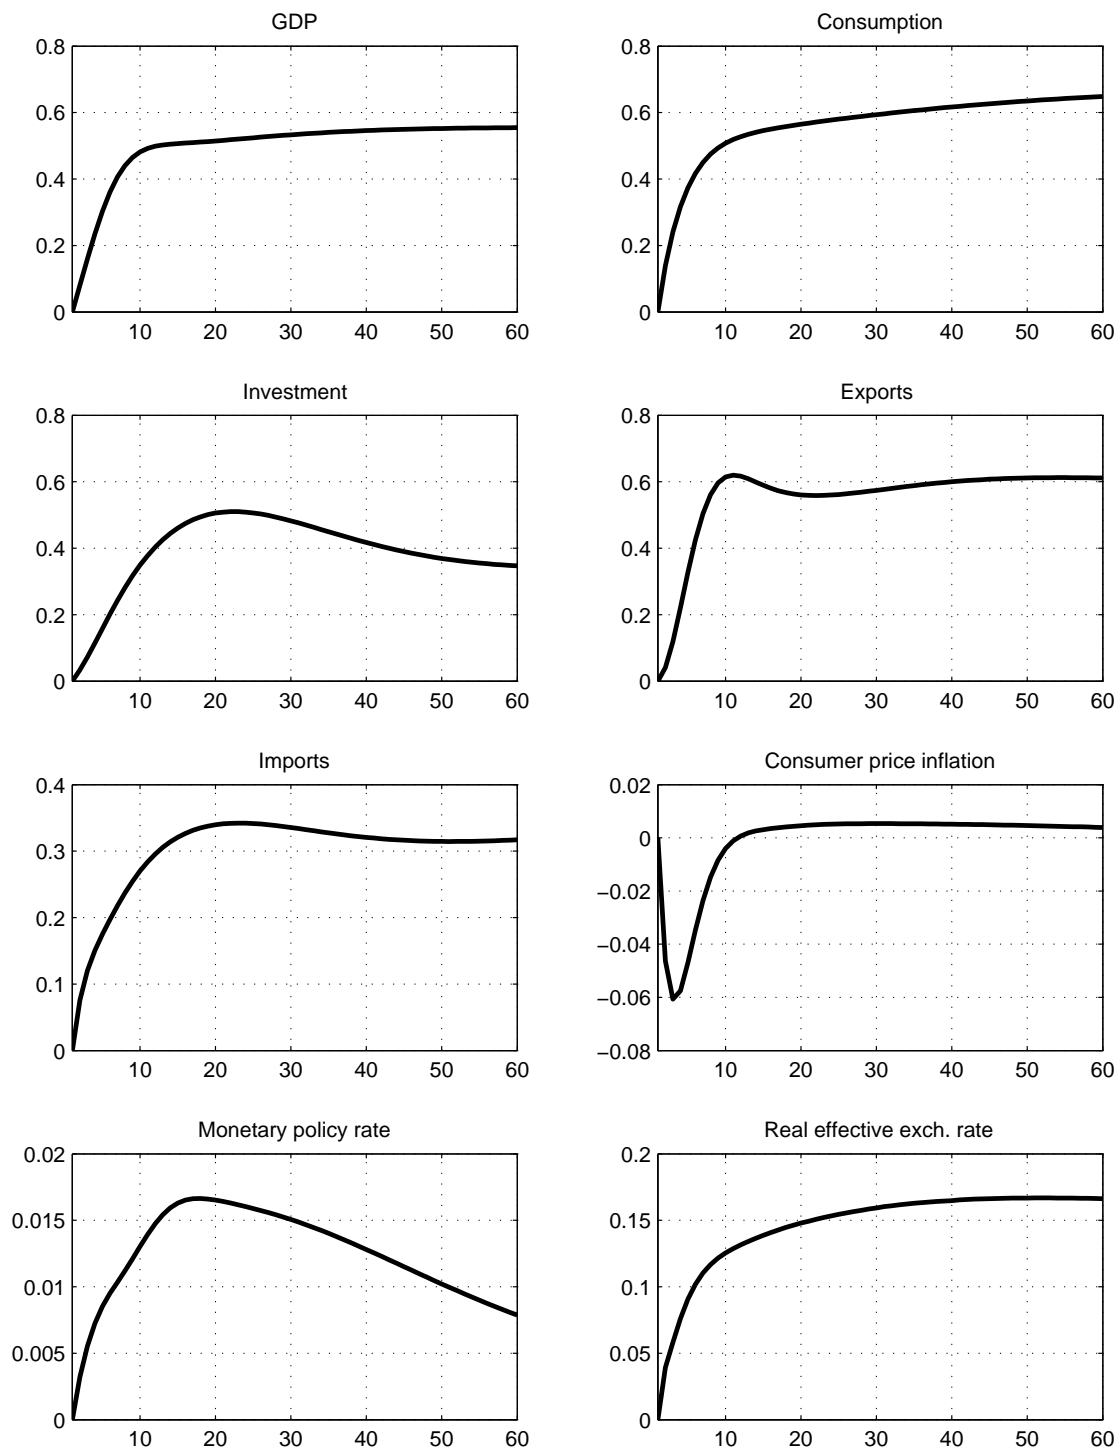 GDP
0.8
0.6
0.4
0.2
0
10 20 30 40 50 60
Consumption
0.8
0.6
0.4
0.2
0
10 20 30 40 50 60
Investment
0.8
0.6
0.4
0.2
0
10 20 30 40 50 60
Exports
0.8
0.6
0.4
0.2
0
10 20 30 40 50 60
Imports
0.4
0.3
0.2
0.1
0
10 20 30 40 50 60
Consumer price inflation
0.02
0
−0.02
−0.04
−0.06
−0.08
10 20 30 40 50 60
Monetary policy rate
0.02
0.015
0.01
0.005
0
10 20 30 40 50 60
Real effective exch. rate
0.2
0.15
0.1
0.05
0
10 20 30 40 50 60